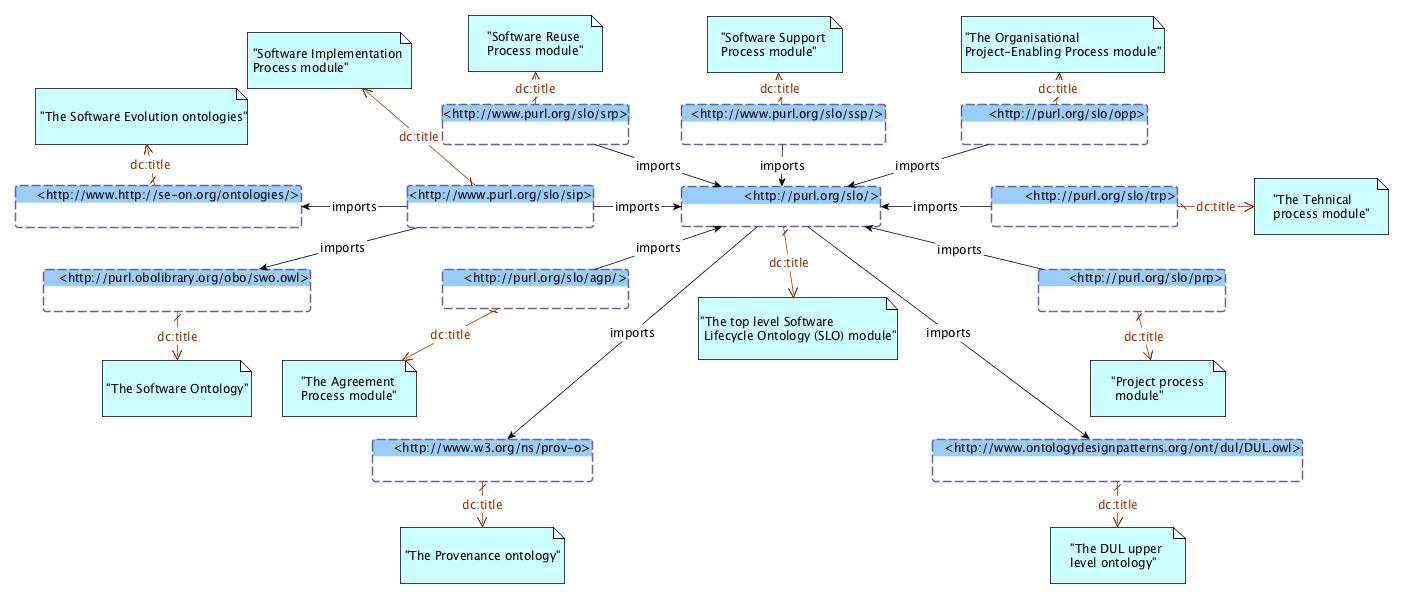 "Software Reuse
Process module"
"Software Support
Process module"
"The Organisational
Project-Enabling Process module"
"Software Implementation
Process module"
dc:title
dc:title
dc:title
"The Software Evolution ontologies"
<http://www.purl.org/slo/srp>
<http://www.purl.org/slo/ssp/>
<http://purl.org/slo/opp>
dc:title
dc:title
imports
imports
imports
<http://www.http://se-on.org/ontologies/>
<http://www.purl.org/slo/sip>
<http://purl.org/slo/>
<http://purl.org/slo/trp>
"The Tehnical
process module"
imports
imports
imports
dc:title
imports
imports
imports
dc:title
<http://purl.obolibrary.org/obo/swo.owl>
<http://purl.org/slo/agp/>
<http://purl.org/slo/prp>
"The top level Software
Lifecycle Ontology (SLO) module"
dc:title
dc:title
imports
imports
dc:title
"The Software Ontology"
"The Agreement
Process module"
"Project process
module"
<http://www.w3.org/ns/prov-o>
<http://www.ontologydesignpatterns.org/ont/dul/DUL.owl>
dc:title
dc:title
"The Provenance ontology"
"The DUL upper
level ontology"